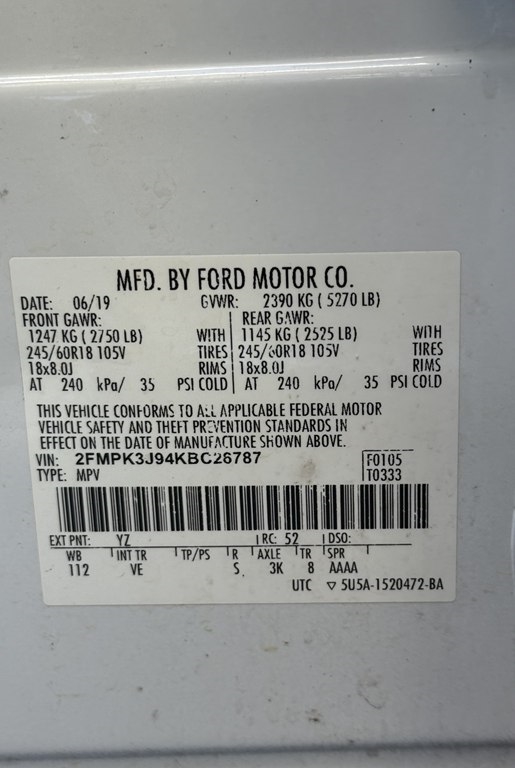 MFD. BY FORD MOTOR CO.
DATE: 06/19 GVWR: 2390 KG ( 5270 LB)
FRONT GAWR: REAR GAWR:
1247 KG ( 2750 LB) WITH 1145 KG ( 2525 LB) WITH
245/60R18 105V TIRES 245/60R18 105V TIRES
18x8.0J RIMS 18x8.0J RIMS
AT 240 kPa/ 35 PSI COLD AT 240 kPa/ 35 PSI COLD
THIS VEHICLE CONFORMS TO ALL APPLICABLE FEDERAL MOTOR
VEHICLE SAFETY AND THEFT PREVENTION STANDARDS IN
EFFECT ON THE DATE OF MANUFACTURE SHOWN ABOVE.
VIN: 2FMPK3J94KBC26787 F0105
TYPE: MPV T0333
EXT PNT: YZ RC: 52 DSO:
WB INT TR TP/PS R AXLE TR SPR
112 VE S 3K 8 AAAA
UTC ▽ 5U5A-1520472-BA